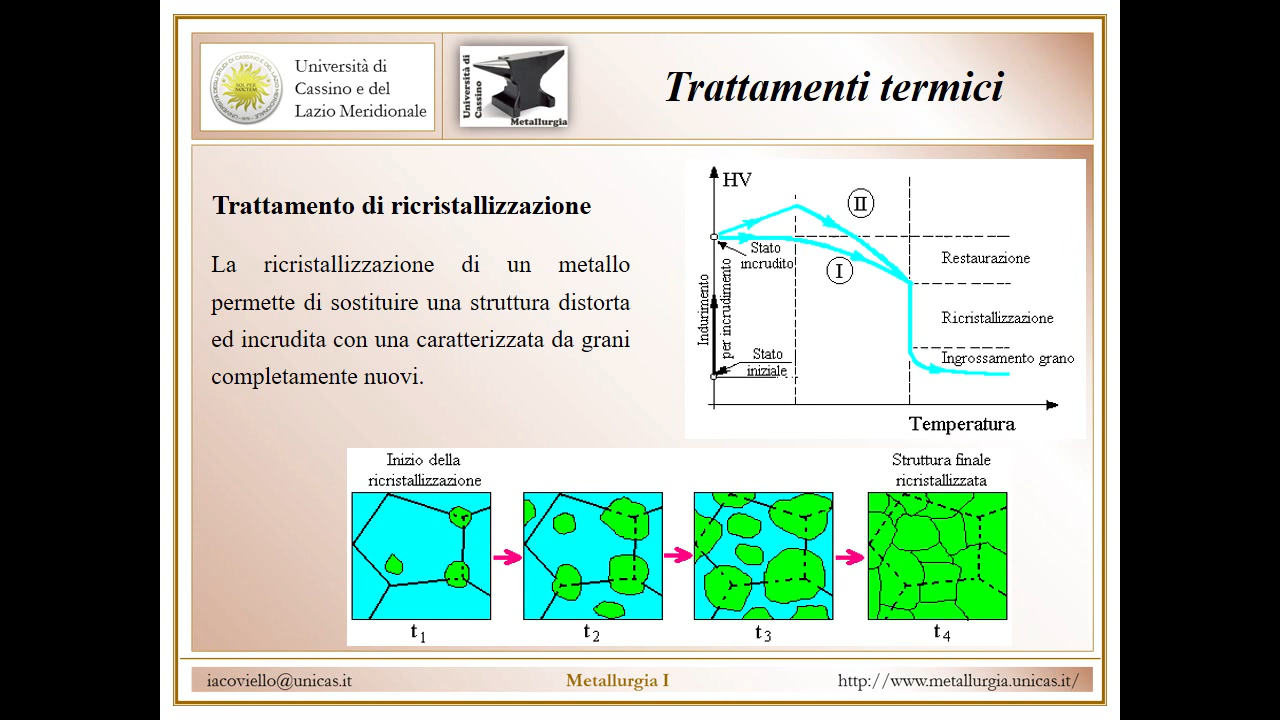 Università di
Cassino e del
Lazio Meridionale
Università di
Cassino
Metallurgia
Trattamenti termici
Trattamento di ricristallizzazione
La ricristallizzazione di un metallo
permette di sostituire una struttura distorta
ed incrudita con una caratterizzata da grani
completamente nuovi.
HV
II
I
Stato
incrudito
Indurimento
per incrudimento
Stato
iniziale
Restaurazione
Ricristallizzazione
Ingrossamento grano
Temperatura
Inizio della
ricristallizzazione
Struttura finale
ricristallizzata
t1
t2
t3
t4
iacoviello@unicas.it
Metallurgia I
http://www.metallurgia.unicas.it/